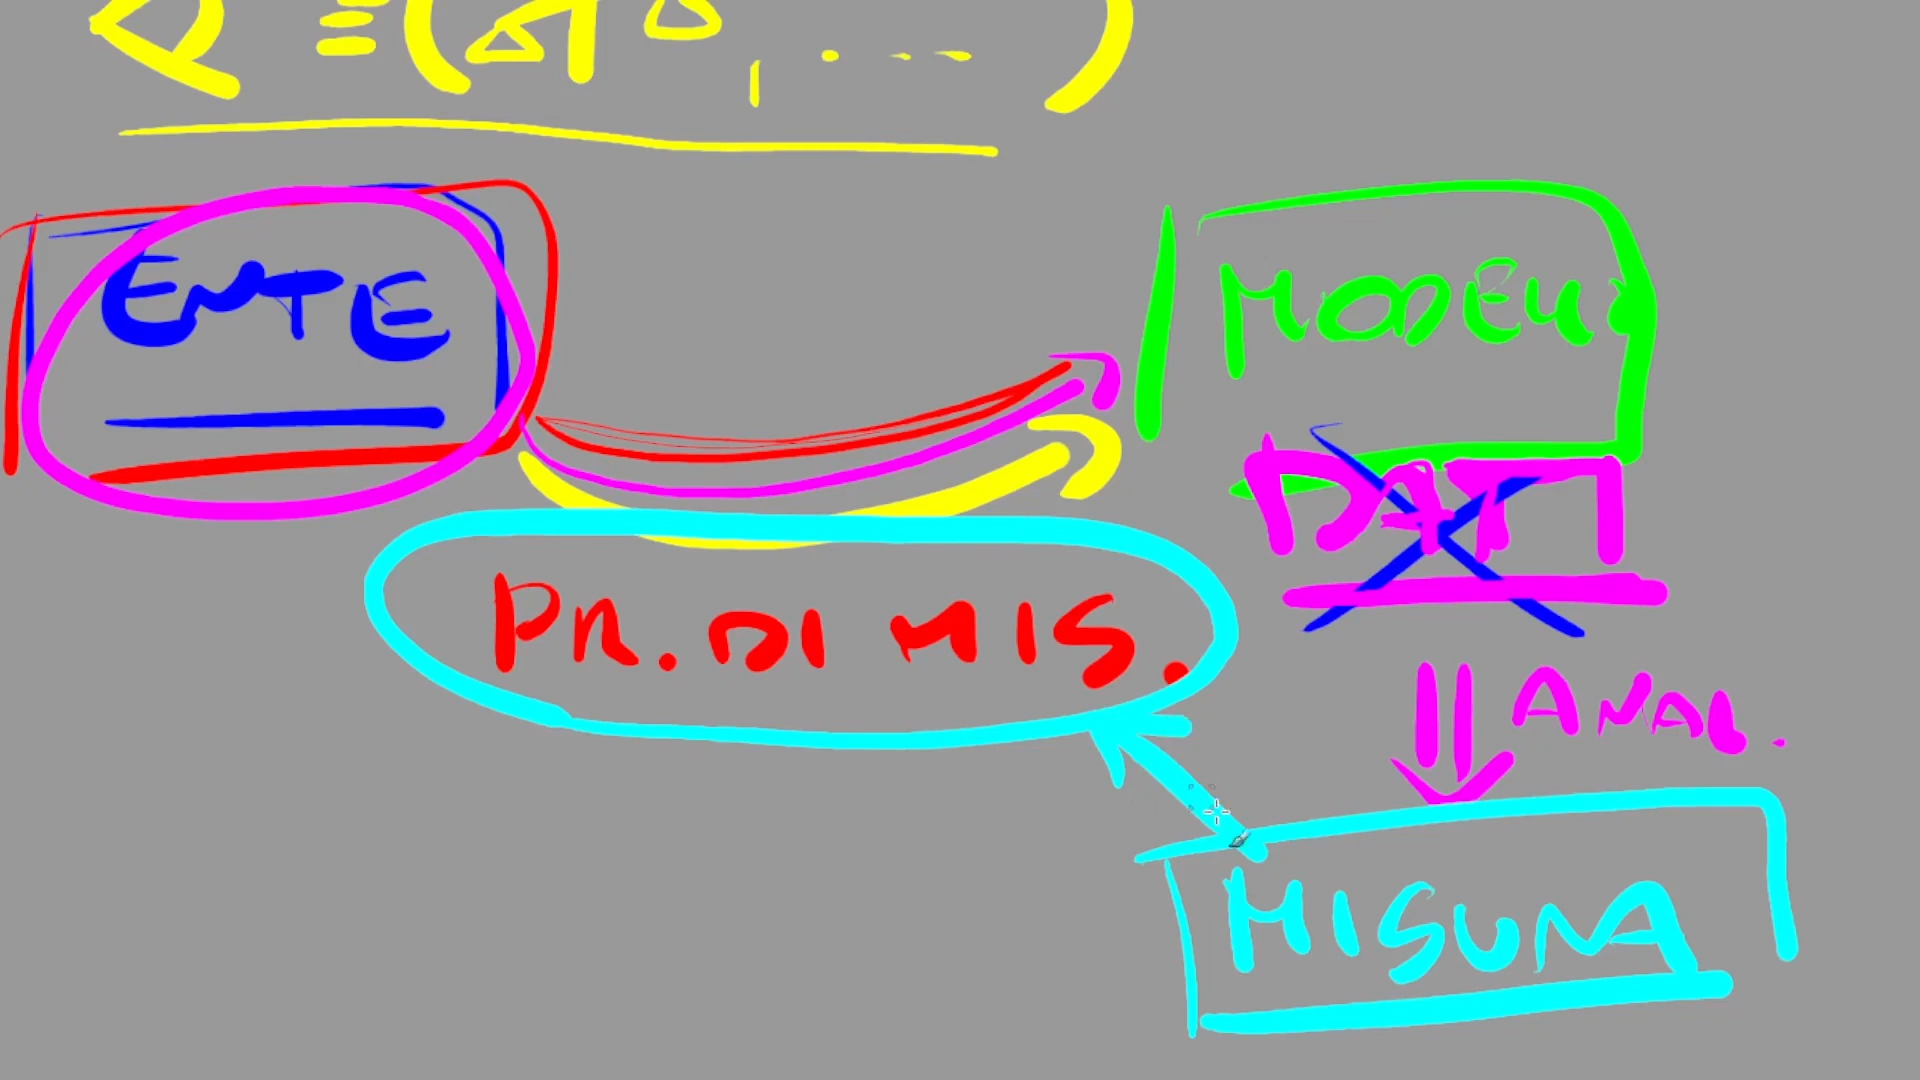 ENTE
MODELLO
DATI
PR. DI MIS.
ANAL.
MISURA